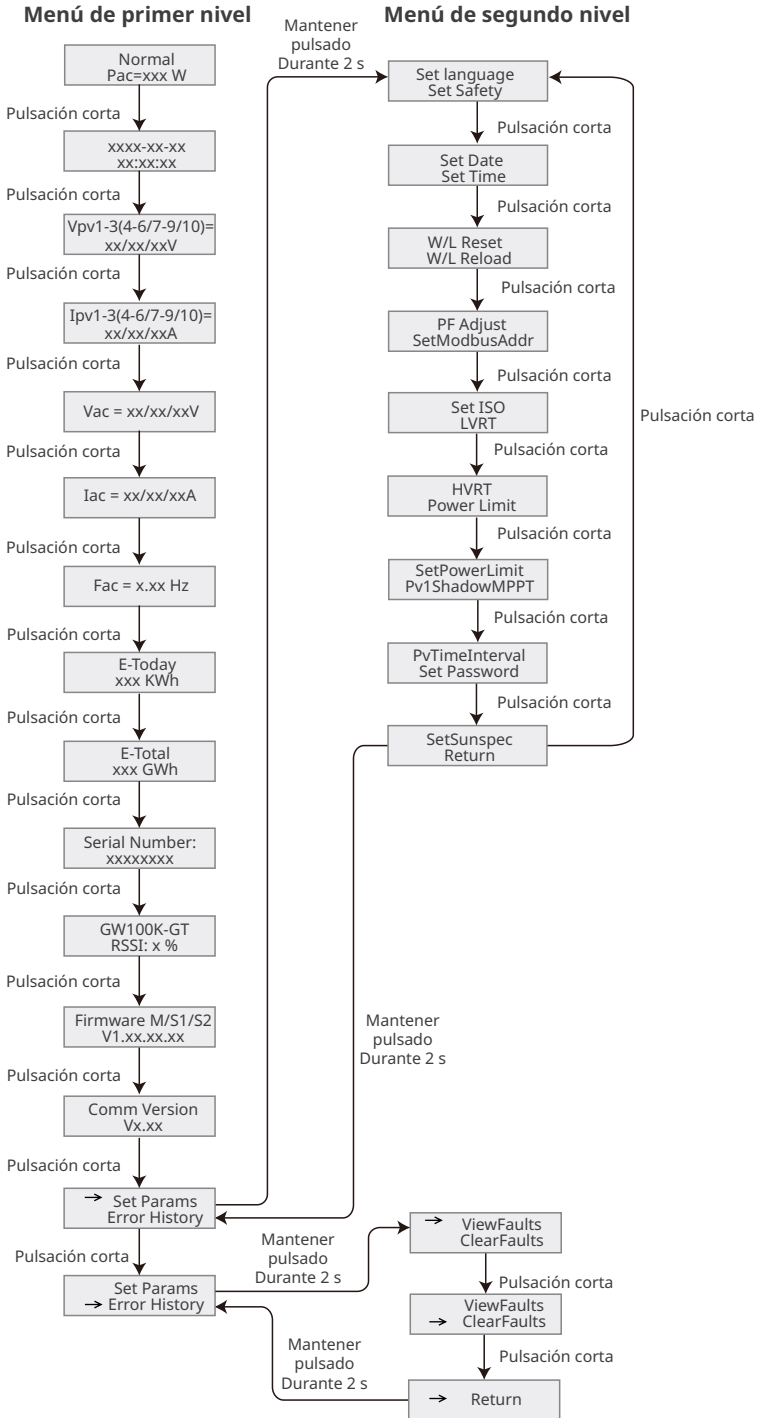 Menú de primer nivel
Normal
Pac=xxx W
Pulsación corta
xxxx-xx-xx
xx:xx:xx
Pulsación corta
Vpv1-3(4-6/7-9/10)=
xx/xx/xxV
Pulsación corta
Ipv1-3(4-6/7-9/10)=
xx/xx/xxA
Pulsación corta
Vac = xx/xx/xxV
Pulsación corta
Iac = xx/xx/xxA
Pulsación corta
Fac = x.xx Hz
Pulsación corta
E-Today
xxx KWh
Pulsación corta
E-Total
xxx GWh
Pulsación corta
Serial Number:
xxxxxxxx
Pulsación corta
GW100K-GT
RSSI: x %
Pulsación corta
Firmware M/S1/S2
V1.xx.xx.xx
Pulsación corta
Comm Version
Vx.xx
Pulsación corta
→ Set Params
Error History
Pulsación corta
Set Params
→ Error History
Mantener
pulsado
Durante 2 s
Menú de segundo nivel
Set language
Set Safety
Pulsación corta
Set Date
Set Time
Pulsación corta
W/L Reset
W/L Reload
Pulsación corta
PF Adjust
SetModbusAddr
Pulsación corta
Set ISO
LVRT
Pulsación corta
HVRT
Power Limit
Pulsación corta
SetPowerLimit
Pv1ShadowMPPT
Pulsación corta
PvTimeInterval
Set Password
Pulsación corta
SetSunspec
Return
Pulsación corta
Mantener
pulsado
Durante 2 s
Mantener
pulsado
Durante 2 s
→ ViewFaults
ClearFaults
Pulsación corta
ViewFaults
→ ClearFaults
Pulsación corta
→ Return
Mantener
pulsado
Durante 2 s